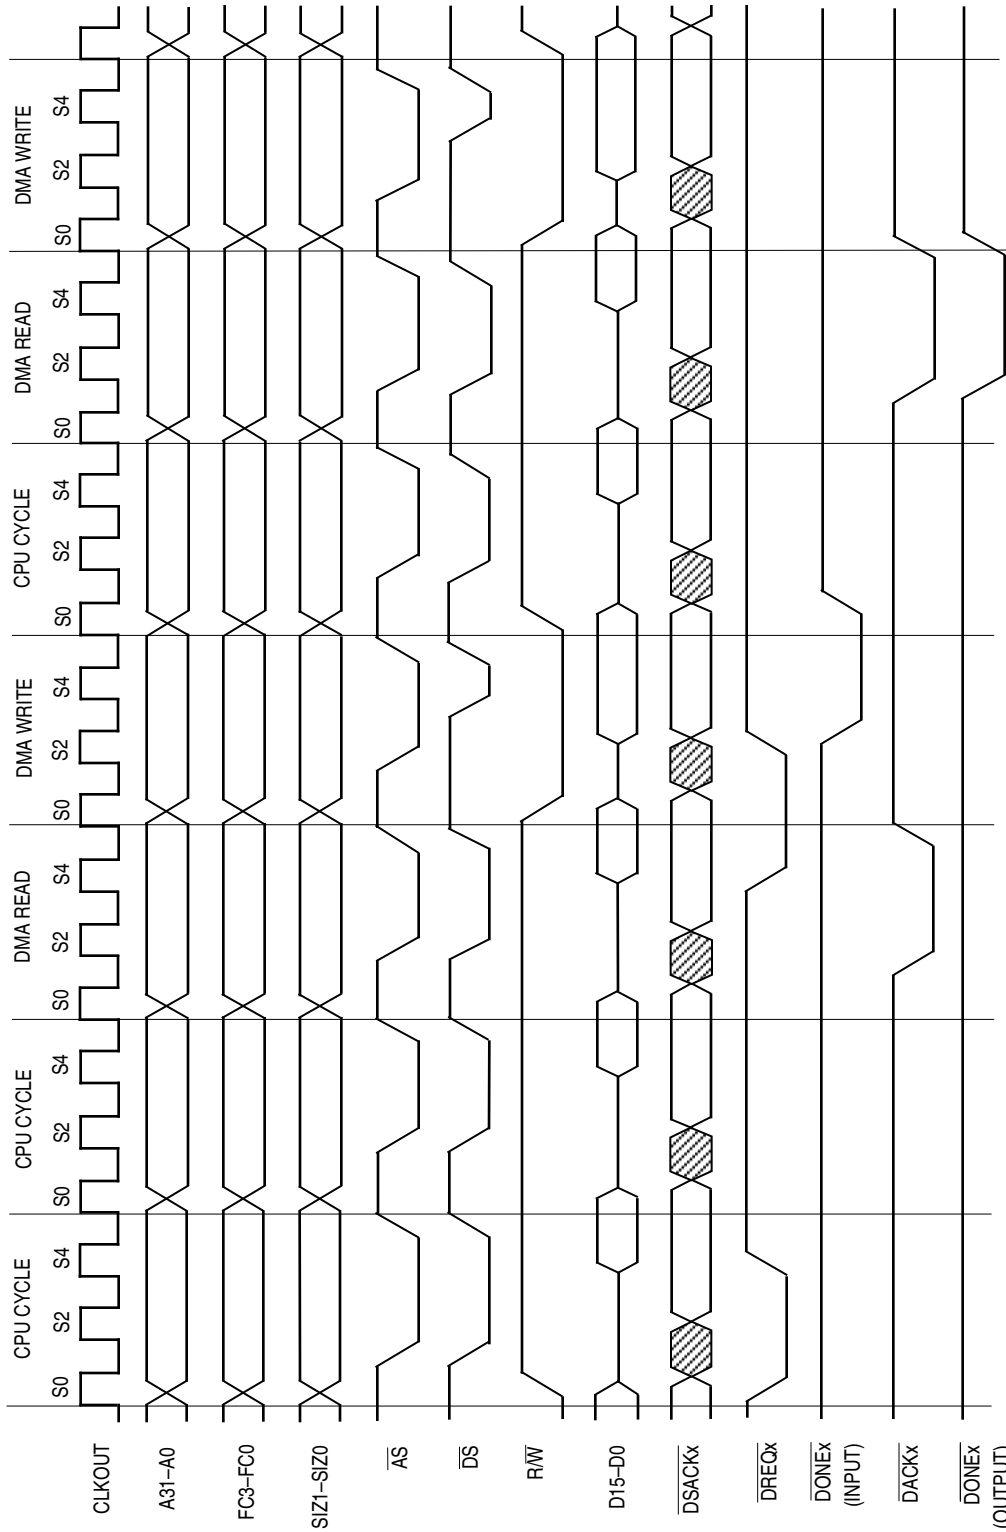 CPU CYCLE
CPU CYCLE
DMA READ
DMA WRITE
CPU CYCLE
DMA READ
DMA WRITE
S0 S2 S4 S0 S2 S4 S0 S2 S4 S0 S2 S4 S0 S2 S4 S0 S2 S4 S0 S2 S4
CLKOUT
A31–A0
FC3–FC0
SIZ1–SIZ0
AS
DS
R/W
D15–D0
DSACKx
DREQx
DONEx
(INPUT)
DACKx
DONEx
(OUTPUT)